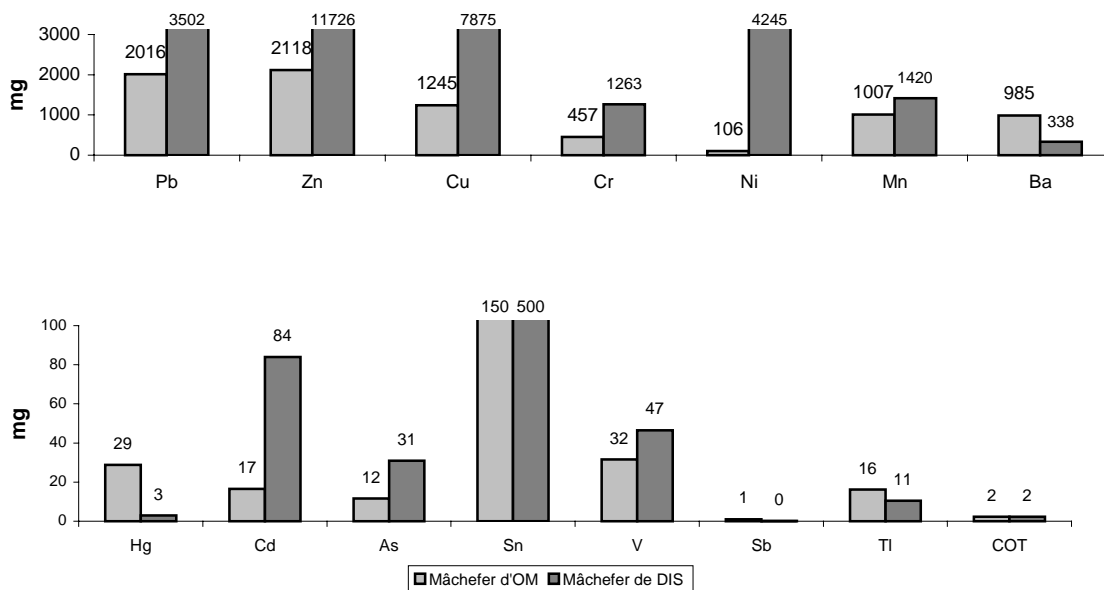 3502 11726 7875 4245
3000
2016 2118
2000
1245 1263 1420
1007 985
mg
1000
457 338
106
0
Pb Zn Cu Cr Ni Mn Ba
150 500
100
84
80
60
mg
47
40
29 31 32
20
17 12 16 11
3 1 0 2 2
0
Hg Cd As Sn V Sb Tl COT
Mâchefer d'OM Mâchefer de DIS